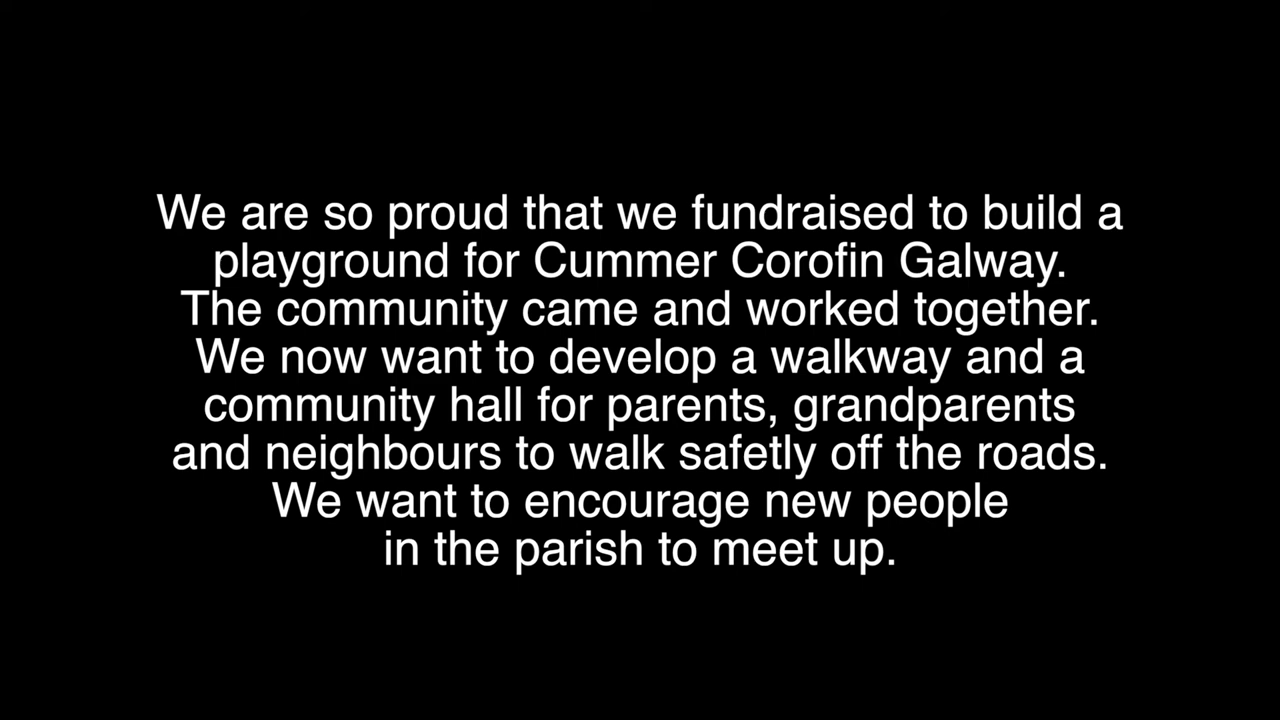 We are so proud that we fundraised to build a
playground for Cummer Corofin Galway.
The community came and worked together.
We now want to develop a walkway and a
community hall for parents, grandparents
and neighbours to walk safetly off the roads.
We want to encourage new people
in the parish to meet up.